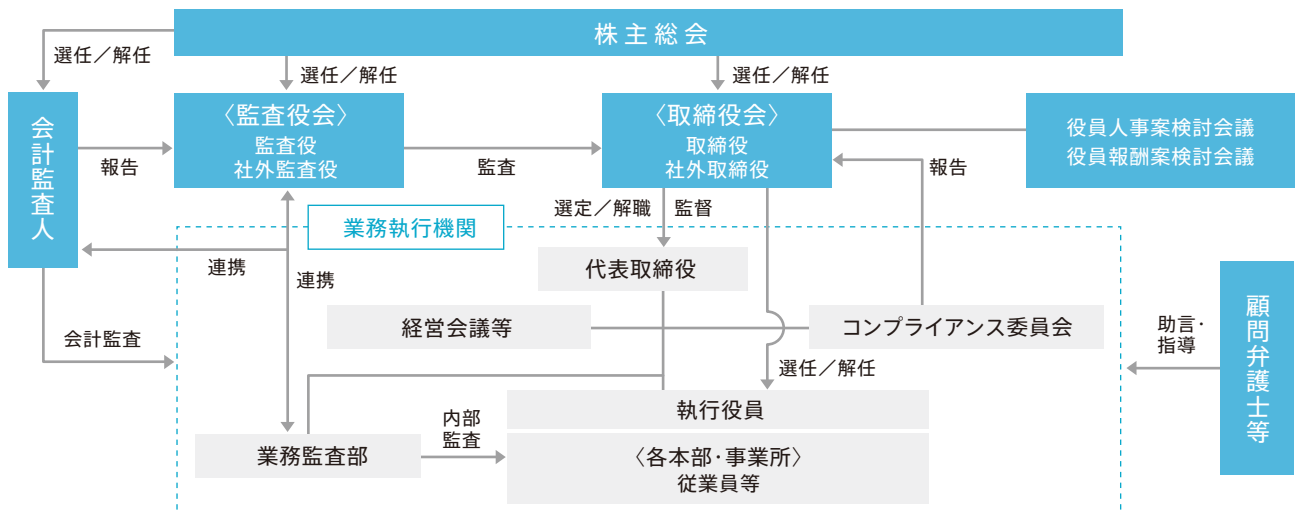 株主総会
選任／解任
選任／解任
選任／解任
会計監査人
〈監査役会〉
監査役
社外監査役
〈取締役会〉
取締役
社外取締役
役員人事案検討会議
役員報酬案検討会議
報告
監査
報告
選定／解職
監督
業務執行機関
連携
連携
代表取締役
経営会議等
コンプライアンス委員会
会計監査
助言・
指導
顧問弁護士等
選任／解任
執行役員
内部
監査
業務監査部
〈各本部・事業所〉
従業員等